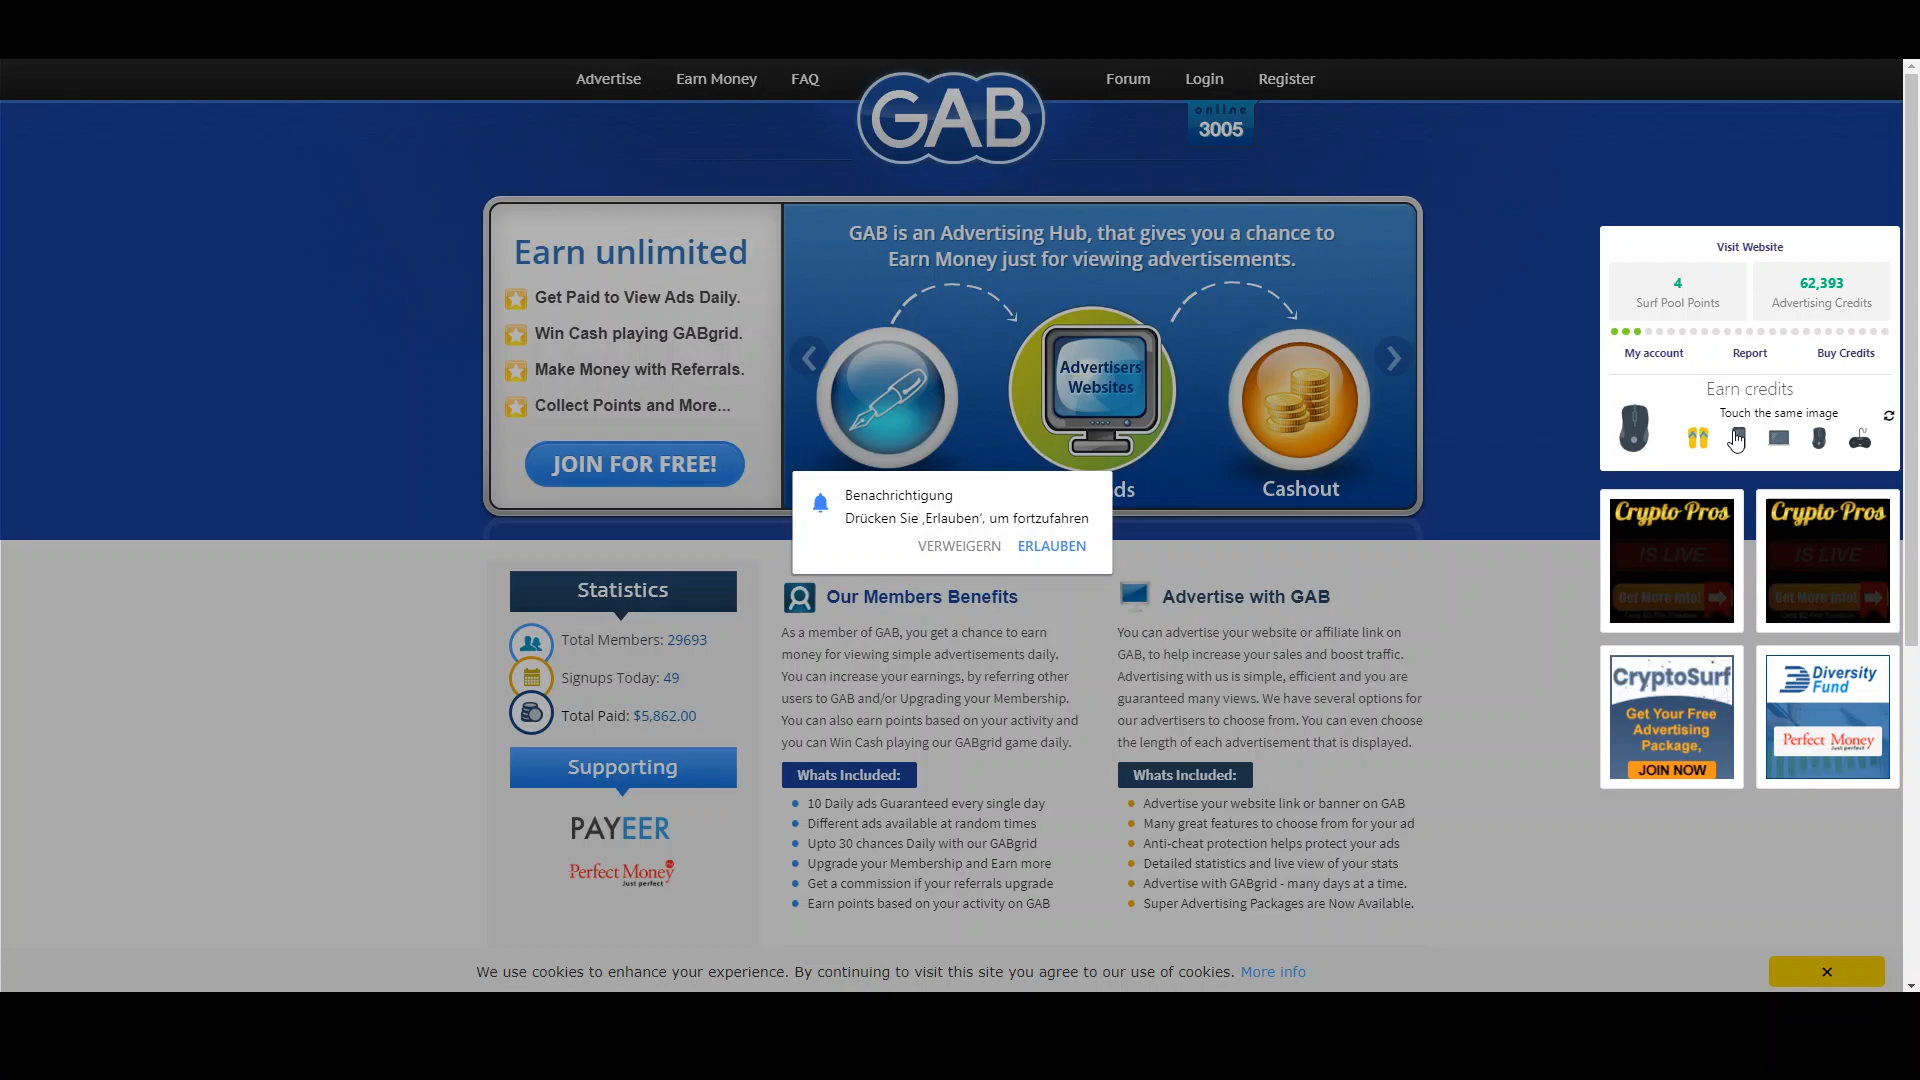 Advertise Earn Money FAQ GAB Forum Login Register
online
3005
Earn unlimited
Get Paid to View Ads Daily.
Win Cash playing GABgrid.
Make Money with Referrals.
Collect Points and More...
JOIN FOR FREE!
GAB is an Advertising Hub, that gives you a chance to
Earn Money just for viewing advertisements.
Advertisers
Websites
ds
Cashout
Benachrichtigung
Drücken Sie ‚Erlauben‘, um fortzufahren
VERWEIGERN ERLAUBEN
Visit Website
4
Surf Pool Points
62,393
Advertising Credits
My account Report Buy Credits
Earn credits
Touch the same image
Crypto Pros
IS LIVE
Get More Info!
Crypto Pros
IS LIVE
Get More Info!
CryptoSurf
Get Your Free
Advertising
Package,
JOIN NOW
Diversity
Fund
Perfect Money
Just perfect
Statistics
Total Members: 29693
Signups Today: 49
Total Paid: $5,862.00
Supporting
PAYEER
Perfect Money
Just perfect
Our Members Benefits
As a member of GAB, you get a chance to earn
money for viewing simple advertisements daily.
You can increase your earnings, by referring other
users to GAB and/or Upgrading your Membership.
You can also earn points based on your activity and
you can Win Cash playing our GABgrid game daily.
Whats Included:
10 Daily ads Guaranteed every single day
Different ads available at random times
Upto 30 chances Daily with our GABgrid
Upgrade your Membership and Earn more
Get a commission if your referrals upgrade
Earn points based on your activity on GAB
Advertise with GAB
You can advertise your website or affiliate link on
GAB, to help increase your sales and boost traffic.
Advertising with us is simple, efficient and you are
guaranteed many views. We have several options for
our advertisers to choose from. You can even choose
the length of each advertisement that is displayed.
Whats Included:
Advertise your website link or banner on GAB
Many great features to choose from for your ad
Anti-cheat protection helps protect your ads
Detailed statistics and live view of your stats
Advertise with GABgrid - many days at a time.
Super Advertising Packages are Now Available.
We use cookies to enhance your experience. By continuing to visit this site you agree to our use of cookies. More info